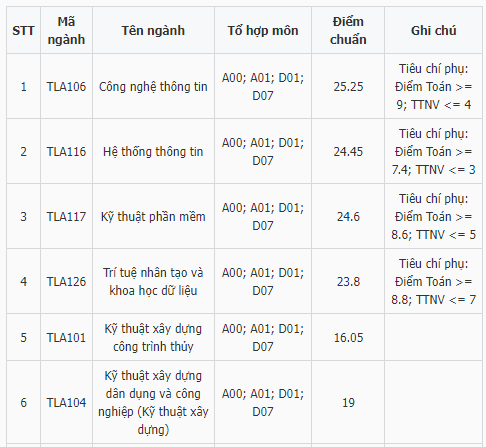 STT
Mã
ngành
Tên ngành
Tổ hợp môn
Điểm
chuẩn
Ghi chú
1
TLA106
Công nghệ thông tin
A00; A01; D01;
D07
25.25
Tiêu chí phụ:
Điểm Toán >=
9; TTNV <= 4
2
TLA116
Hệ thống thông tin
A00; A01; D01;
D07
24.45
Tiêu chí phụ:
Điểm Toán >=
7.4; TTNV <= 3
3
TLA117
Kỹ thuật phần mềm
A00; A01; D01;
D07
24.6
Tiêu chí phụ:
Điểm Toán >=
8.6; TTNV <= 5
4
TLA126
Trí tuệ nhân tạo và
khoa học dữ liệu
A00; A01; D01;
D07
23.8
Tiêu chí phụ:
Điểm Toán >=
8.8; TTNV <= 7
5
TLA101
Kỹ thuật xây dựng
công trình thủy
A00; A01; D01;
D07
16.05
6
TLA104
Kỹ thuật xây dựng
dân dụng và công
nghiệp (Kỹ thuật xây
dựng)
A00; A01; D01;
D07
19